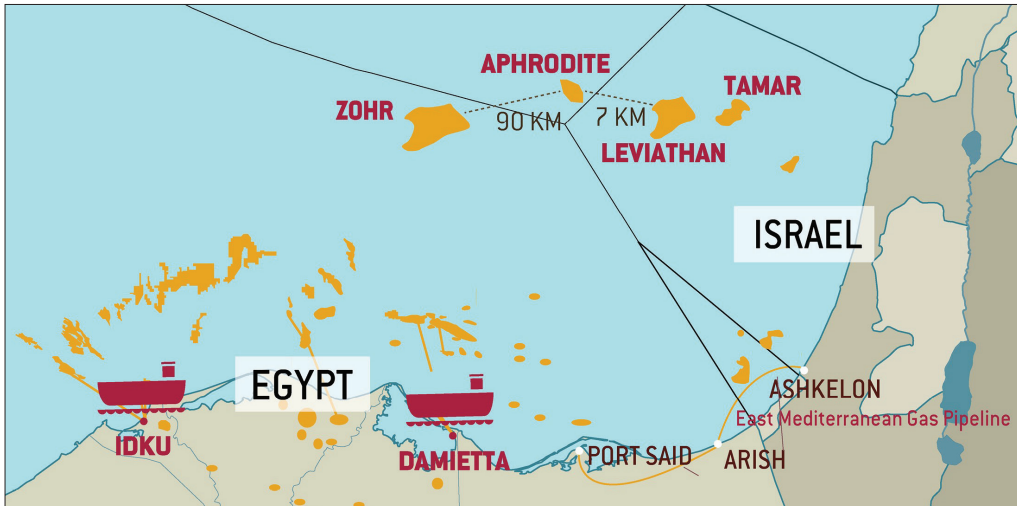 APHRODITE
TAMAR
ZOHR
90 KM
7 KM
LEVIATHAN
ISRAEL
EGYPT
ASHKELON
East Mediterranean Gas Pipeline
IDKU
DAMIETTA
PORT SAID
ARISH